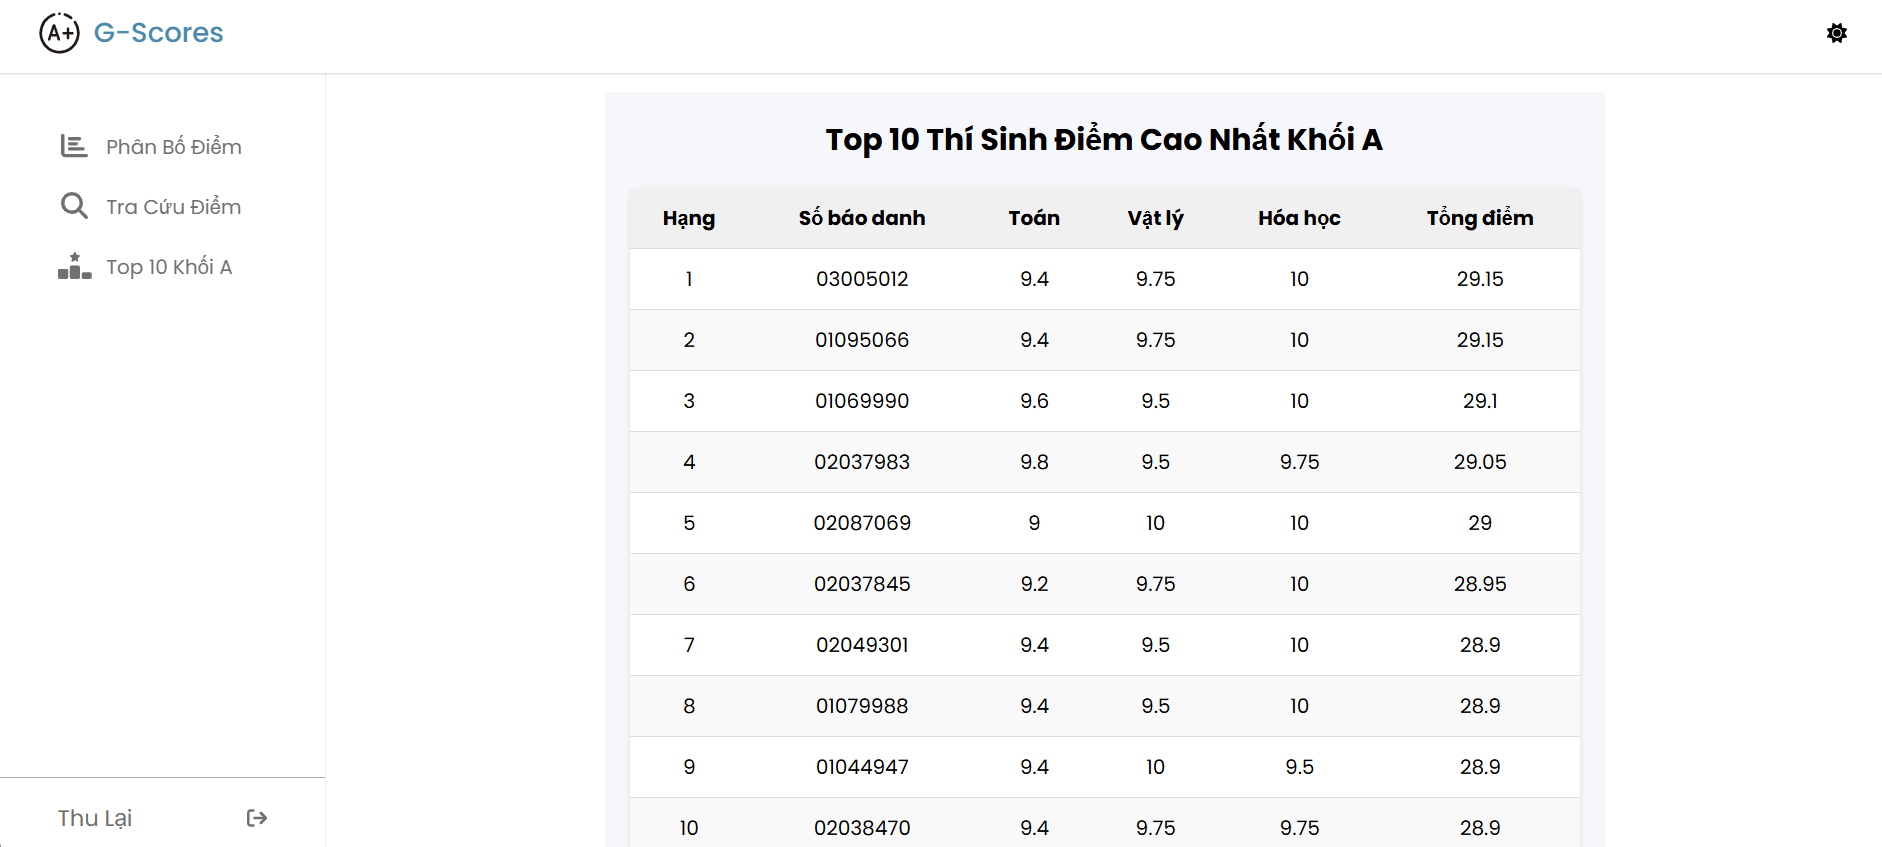 A+ G-Scores
Phân Bố Điểm
Tra Cứu Điểm
Top 10 Khối A
Thu Lại
Top 10 Thí Sinh Điểm Cao Nhất Khối A
Hạng Số báo danh Toán Vật lý Hóa học Tổng điểm
1 03005012 9.4 9.75 10 29.15
2 01095066 9.4 9.75 10 29.15
3 01069990 9.6 9.5 10 29.1
4 02037983 9.8 9.5 9.75 29.05
5 02087069 9 10 10 29
6 02037845 9.2 9.75 10 28.95
7 02049301 9.4 9.5 10 28.9
8 01079988 9.4 9.5 10 28.9
9 01044947 9.4 10 9.5 28.9
10 02038470 9.4 9.75 9.75 28.9